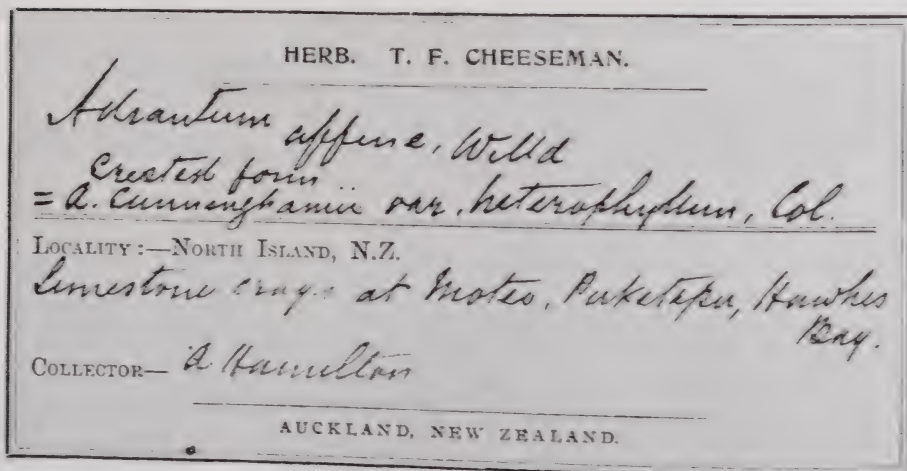 HERB. T. F. CHEESEMAN.
Adiantum affine, Willd
Crested form
= A. Cunninghamii var. heterophyllum, Col.
LOCALITY:—NORTH ISLAND, N.Z.
Limestone crags at Moteo, Puketapu, Hawkes
Bay.
COLLECTOR— A Hamilton
AUCKLAND, NEW ZEALAND.